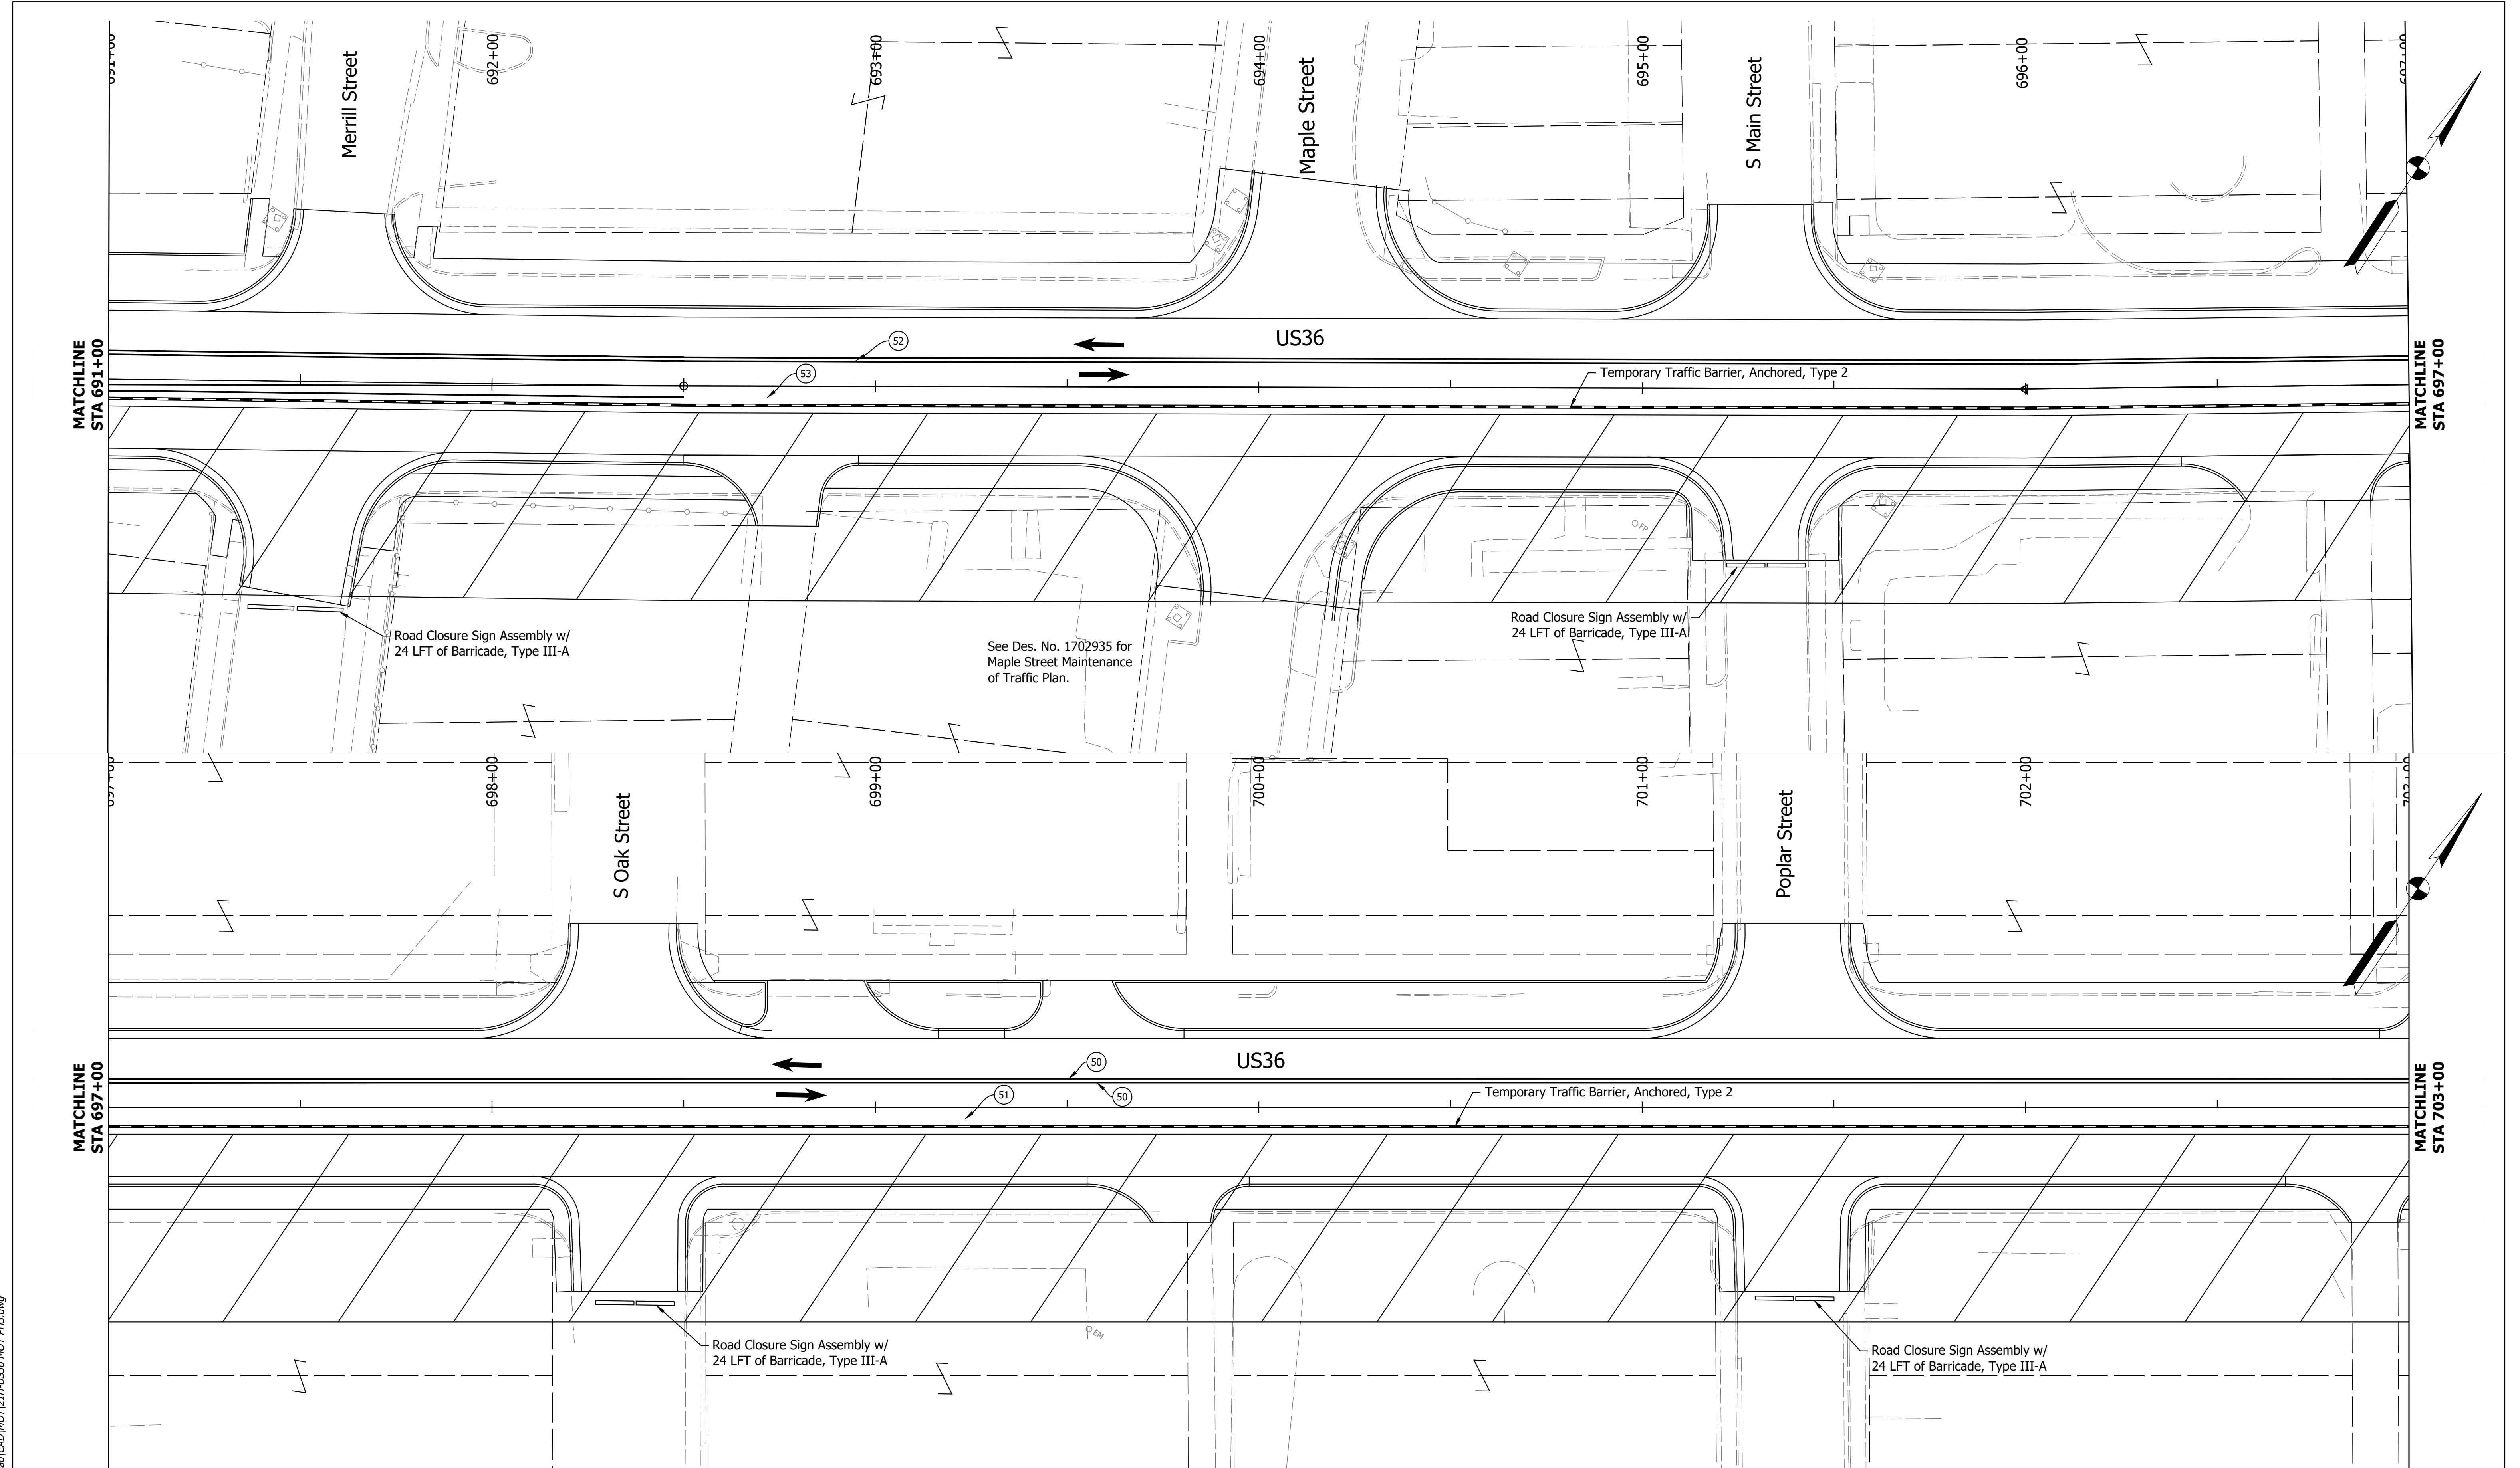 691+00
692+00
693+00
694+00
695+00
696+00
697+00
Merrill Street
Maple Street
S Main Street
US36
52
53
Temporary Traffic Barrier, Anchored, Type 2
MATCHLINE
STA 691+00
MATCHLINE
STA 697+00
FP
Road Closure Sign Assembly w/
24 LFT of Barricade, Type III-A
See Des. No. 1702935 for
Maple Street Maintenance
of Traffic Plan.
Road Closure Sign Assembly w/
24 LFT of Barricade, Type III-A
697+00
698+00
699+00
700+00
701+00
702+00
703+00
S Oak Street
Poplar Street
US36
50
50
51
Temporary Traffic Barrier, Anchored, Type 2
MATCHLINE
STA 697+00
MATCHLINE
STA 703+00
EM
Road Closure Sign Assembly w/
24 LFT of Barricade, Type III-A
Road Closure Sign Assembly w/
24 LFT of Barricade, Type III-A